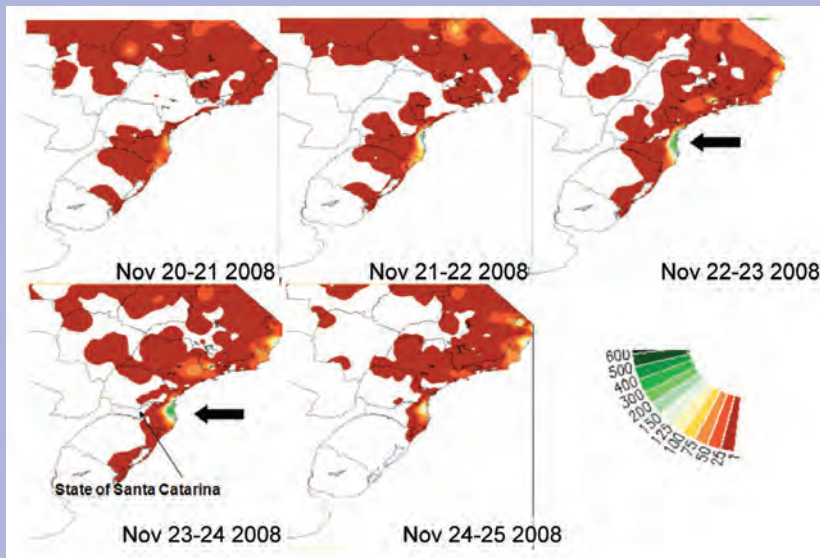 Nov 20-21 2008
Nov 21-22 2008
Nov 22-23 2008
State of Santa Catarina
Nov 23-24 2008
Nov 24-25 2008
600
500
400
300
200
150
125
100
75
50
25
1